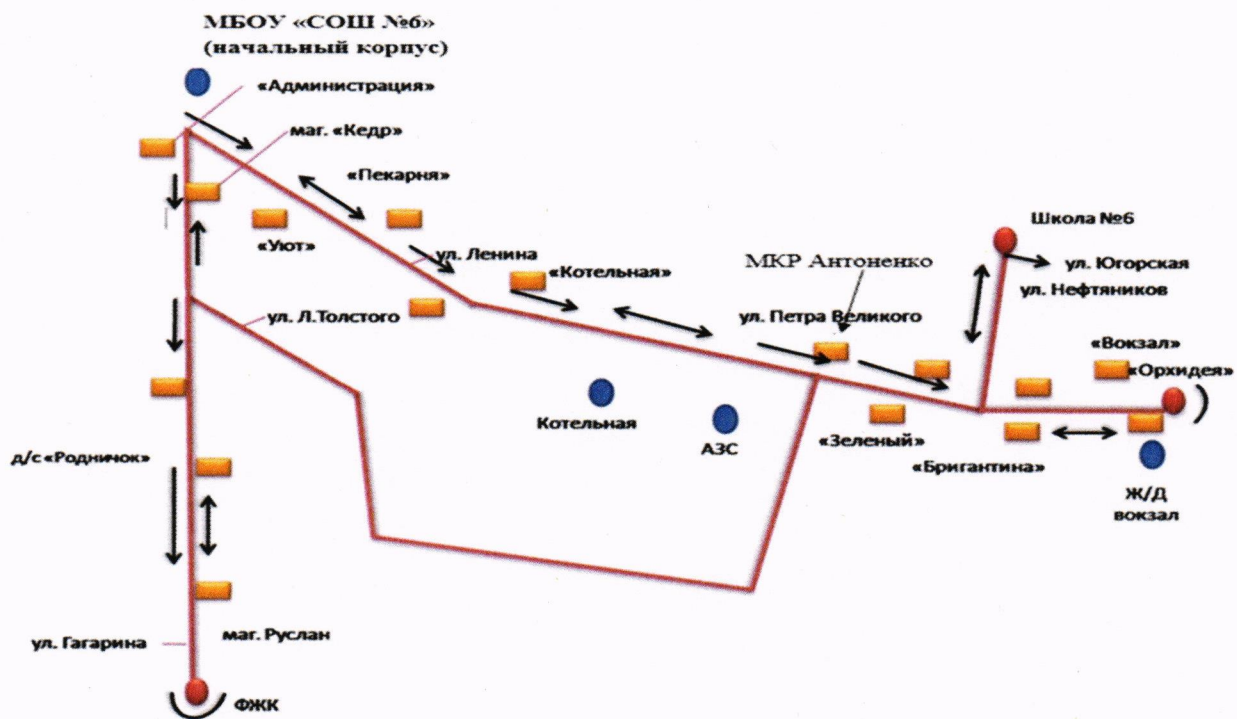 МБОУ «СОШ №6»
(начальный корпус)
«Администрация»
маг. «Кедр»
«Пекарня»
«Уют»
ул. Ленина
«Котельная»
МКР Антоненко
Школа №6
ул. Югорская
ул. Нефтяников
ул. Л.Толстого
ул. Петра Великого
«Вокзал»
«Орхидея»
Котельная
АЗС
«Зеленый»
«Бригантина»
д/с «Родничок»
Ж/Д
вокзал
ул. Гагарина
маг. Руслан
ФЖК